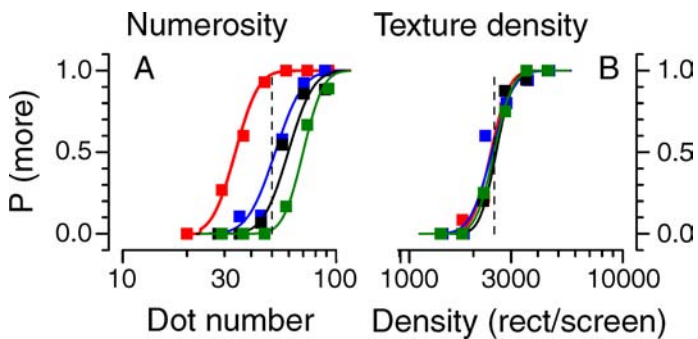 Numerosity
Texture density
A
B
P (more)
1.0
0.5
0.0
1.0
0.5
0.0
10
30
100
1000
3000
10000
Dot number
Density (rect/screen)